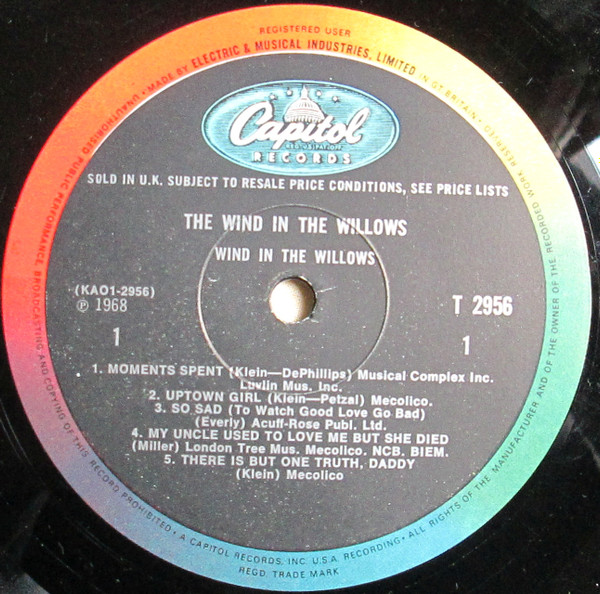 REGISTERED USER
MADE BY ELECTRIC & MUSICAL INDUSTRIES, LIMITED IN GT BRITAIN
Capitol
REG. US. PAT. OFF.
RECORDS
SOLD IN U.K. SUBJECT TO RESALE PRICE CONDITIONS, SEE PRICE LISTS
THE WIND IN THE WILLOWS
WIND IN THE WILLOWS
(KAO1-2956)
℗ 1968
T 2956
1
1
1. MOMENTS SPENT (Klein—DePhillips) Musical Complex Inc.
Luvlin Mus. Inc.
2. UPTOWN GIRL (Klein—Petzal) Mecolico.
3. SO SAD (To Watch Good Love Go Bad)
(Everly) Acuff-Rose Publ. Ltd.
4. MY UNCLE USED TO LOVE ME BUT SHE DIED
(Miller) London Tree Mus. Mecolico. NCB. BIEM.
5. THERE IS BUT ONE TRUTH, DADDY
(Klein) Mecolico
ALL RIGHTS OF THE MANUFACTURER AND OF THE OWNER OF THE RECORDED WORK RESERVED
UNAUTHORISED PUBLIC PERFORMANCE, BROADCASTING AND COPYING OF THIS RECORD PROHIBITED
A CAPITOL RECORDS, INC. U.S.A. RECORDING
REGD. TRADE MARK